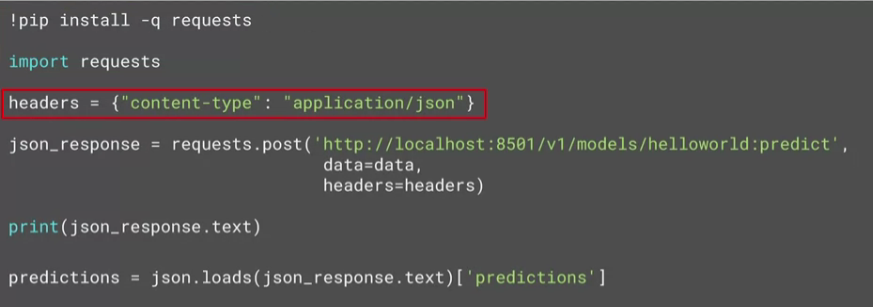 !pip install -q requests
import requests
headers = {"content-type": "application/json"}
json_response = requests.post('http://localhost:8501/v1/models/helloworld:predict',
data=data,
headers=headers)
print(json_response.text)
predictions = json.loads(json_response.text)['predictions']